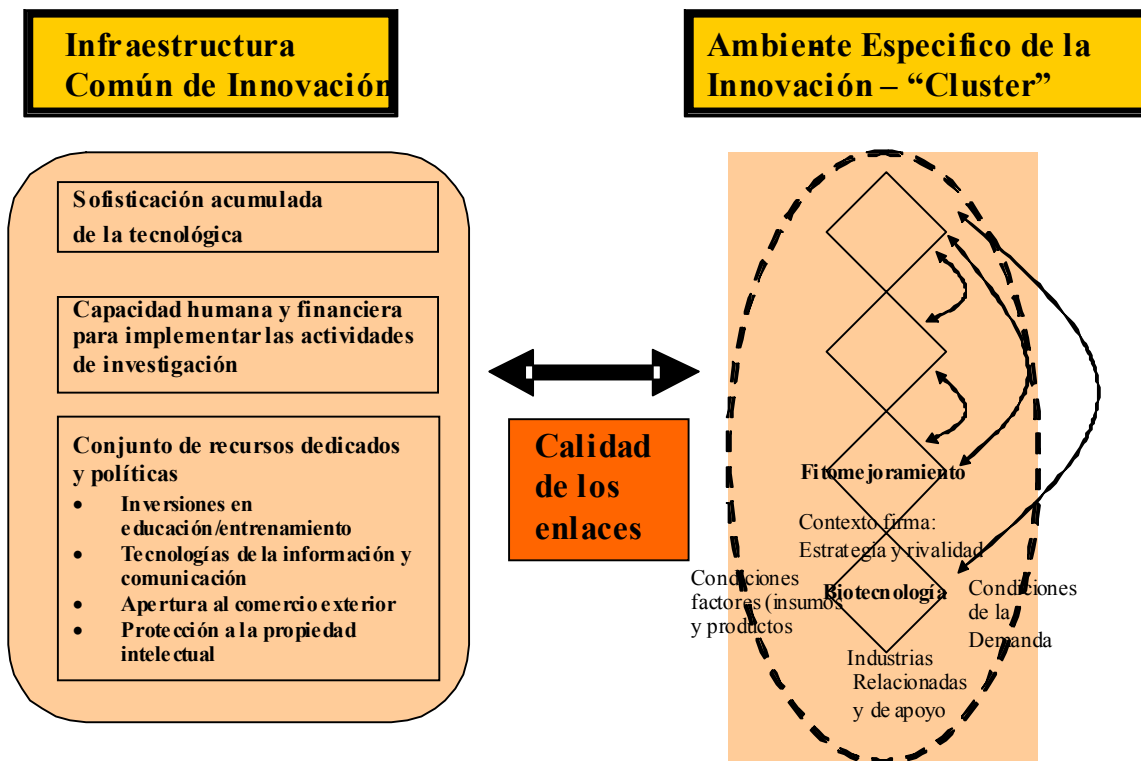 Infraestructura
Común de Innovación
Ambiente Especifico de la
Innovación – “Cluster”
Sofisticación acumulada
de la tecnológica
Capacidad humana y financiera
para implementar las actividades
de investigación
Conjunto de recursos dedicados
y políticas
• Inversiones en
educación/entrenamiento
• Tecnologías de la información y
comunicación
• Apertura al comercio exterior
• Protección a la propiedad
intelectual
Calidad
de los
enlaces
Fitomejoramiento
Contexto firma:
Estrategia y rivalidad
Condiciones
factores (insumos
y productos
Biotecnología
Condiciones
de la
Demanda
Industrias
Relacionadas
y de apoyo